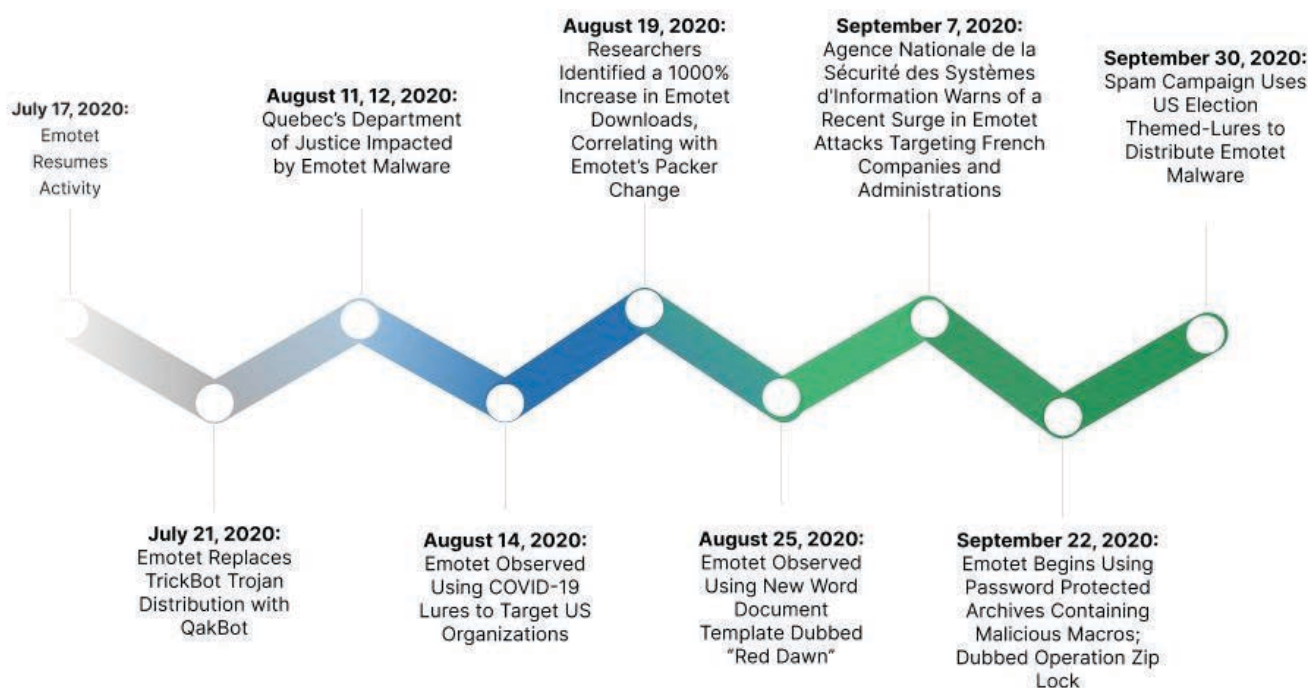 July 17, 2020:
Emotet
Resumes
Activity
July 21, 2020:
Emotet Replaces
TrickBot Trojan
Distribution with
QakBot
August 11, 12, 2020:
Quebec's Department
of Justice Impacted
by Emotet Malware
August 14, 2020:
Emotet Observed
Using COVID-19
Lures to Target US
Organizations
August 19, 2020:
Researchers
Identified a 1000%
Increase in Emotet
Downloads,
Correlating with
Emotet's Packer
Change
August 25, 2020:
Emotet Observed
Using New Word
Document
Template Dubbed
"Red Dawn"
September 7, 2020:
Agence Nationale de la
Sécurité des Systèmes
d'Information Warns of a
Recent Surge in Emotet
Attacks Targeting French
Companies and
Administrations
September 22, 2020:
Emotet Begins Using
Password Protected
Archives Containing
Malicious Macros;
Dubbed Operation Zip
Lock
September 30, 2020:
Spam Campaign Uses
US Election
Themed-Lures to
Distribute Emotet
Malware